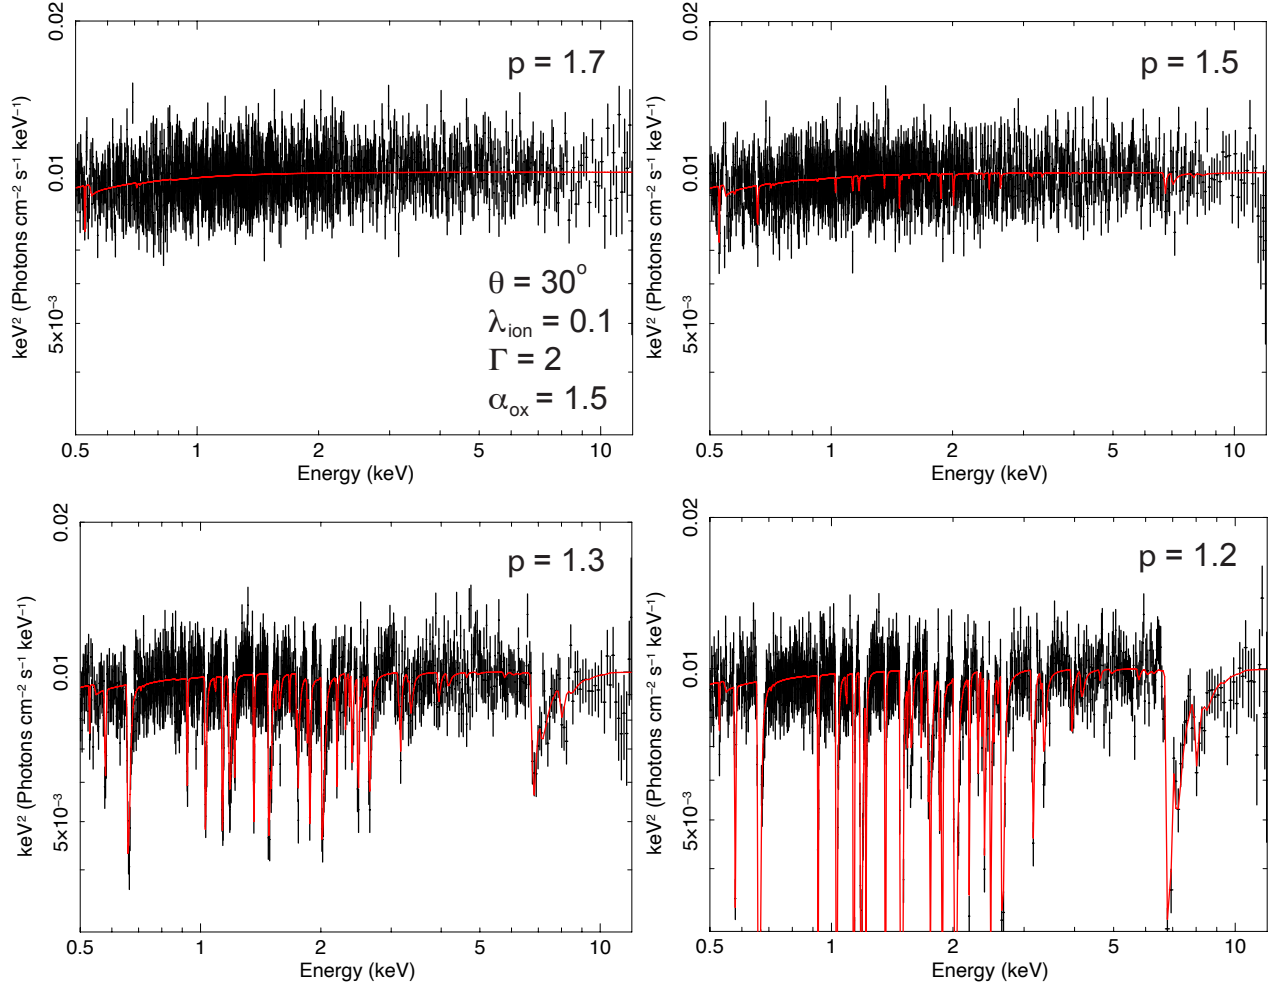 p = 1.7
0.02
0.01
5×10⁻³
keV² (Photons cm⁻² s⁻¹ keV⁻¹)
θ = 30°
λion = 0.1
Γ = 2
αox = 1.5
0.5 1 2 5 10
Energy (keV)
p = 1.5
0.02
0.01
5×10⁻³
keV² (Photons cm⁻² s⁻¹ keV⁻¹)
0.5 1 2 5 10
Energy (keV)
p = 1.3
0.02
0.01
5×10⁻³
keV² (Photons cm⁻² s⁻¹ keV⁻¹)
0.5 1 2 5 10
Energy (keV)
p = 1.2
0.02
0.01
5×10⁻³
keV² (Photons cm⁻² s⁻¹ keV⁻¹)
0.5 1 2 5 10
Energy (keV)